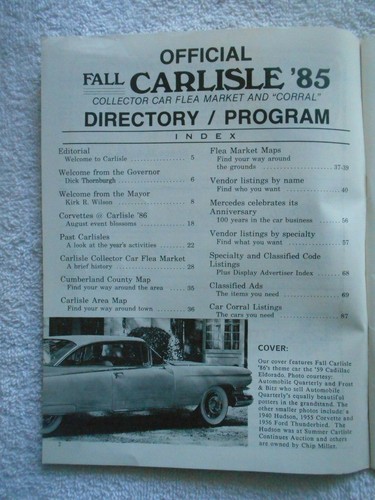 OFFICIAL
FALL CARLISLE '85
COLLECTOR CAR FLEA MARKET AND "CORRAL"
DIRECTORY / PROGRAM
INDEX
Editorial
Welcome to Carlisle 5
Welcome from the Governor
Dick Thornburgh 6
Welcome from the Mayor
Kirk R. Wilson 8
Corvettes @ Carlisle '86
August event blossoms 18
Past Carlisles
A look at the year's activities 22
Carlisle Collector Car Flea Market
A brief history 28
Cumberland County Map
Find your way around the area 35
Carlisle Area Map
Find your way around town 36
Flea Market Maps
Find your way around
the grounds 37-39
Vendor listings by name
Find who you want 40
Mercedes celebrates its
Anniversary
100 years in the car business 56
Vendor listings by specialty
Find what you want 57
Specialty and Classified Code
Listings
Plus Display Advertiser Index 68
Classified Ads
The items you need 69
Car Corral Listings
The cars you need 87
COVER:
Our cover features Fall Carlisle
'86's theme car the '59 Cadillac
Eldorado. Photo courtesy:
Automobile Quarterly and Frost
& Bitz who sell Automobile
Quarterly's equally beautiful
posters in the grandstand. The
other smaller photos include: a
1940 Hudson, 1955 Corvette and
1956 Ford Thunderbird. The
Hudson was at Summer Carlisle
Continues Auction and others
are owned by Chip Miller.